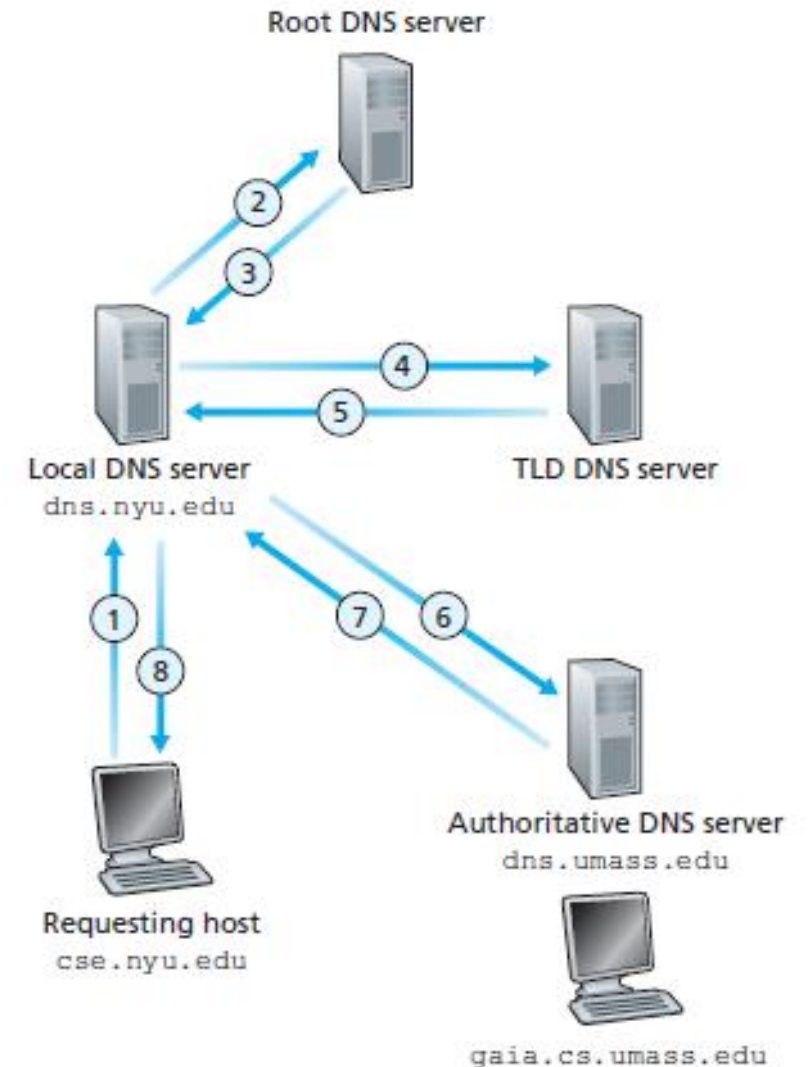 Root DNS server
2
3
4
5
Local DNS server
dns.nyu.edu
TLD DNS server
1
8
7
6
Authoritative DNS server
dns.umass.edu
Requesting host
cse.nyu.edu
gaia.cs.umass.edu